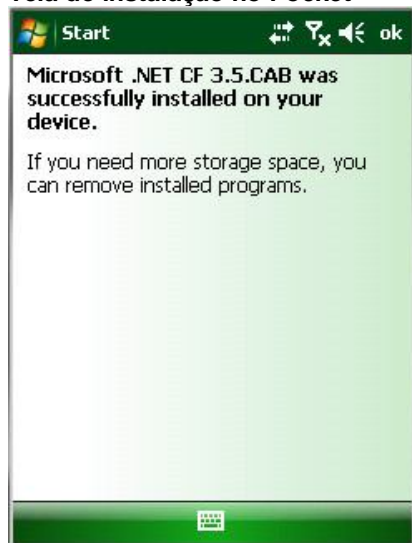 Tela de instalação no Pocket
Start ok
Microsoft .NET CF 3.5.CAB was
successfully installed on your
device.
If you need more storage space, you
can remove installed programs.